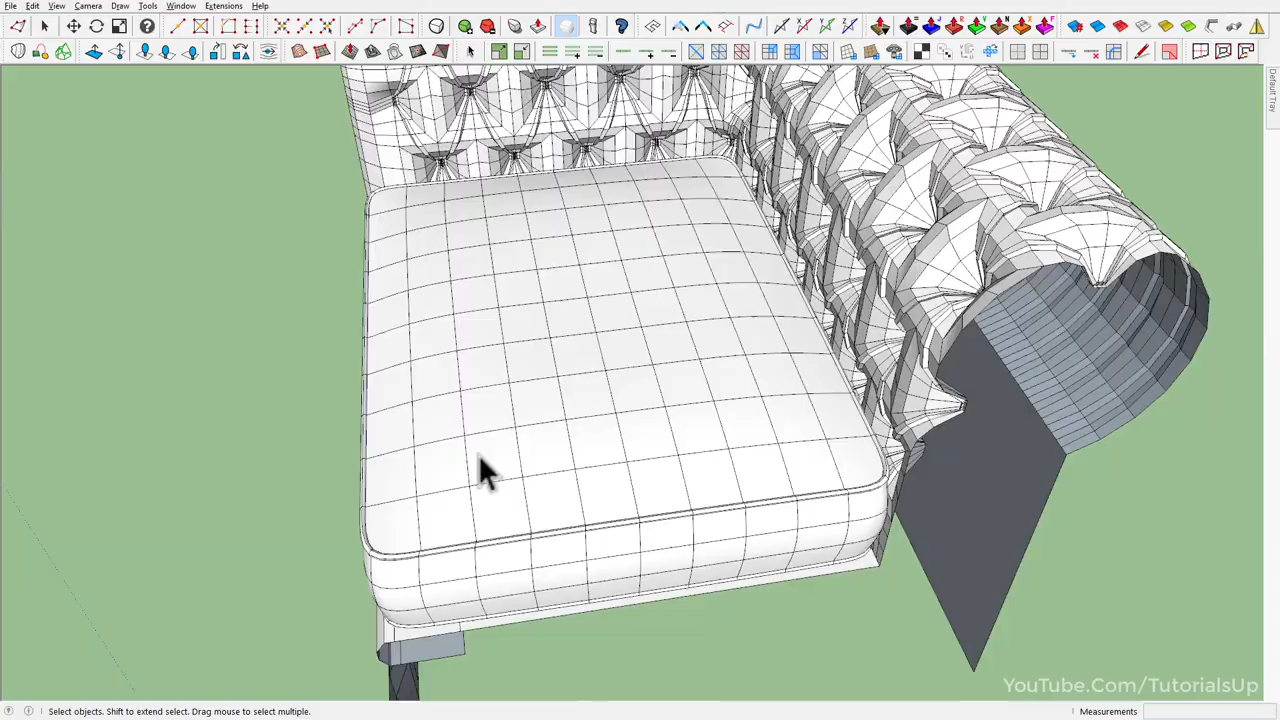 File Edit View Camera Draw Tools Window Extensions Help
Default Tray
YouTube.Com/TutorialsUp
Select objects. Shift to extend select. Drag mouse to select multiple.
Measurements